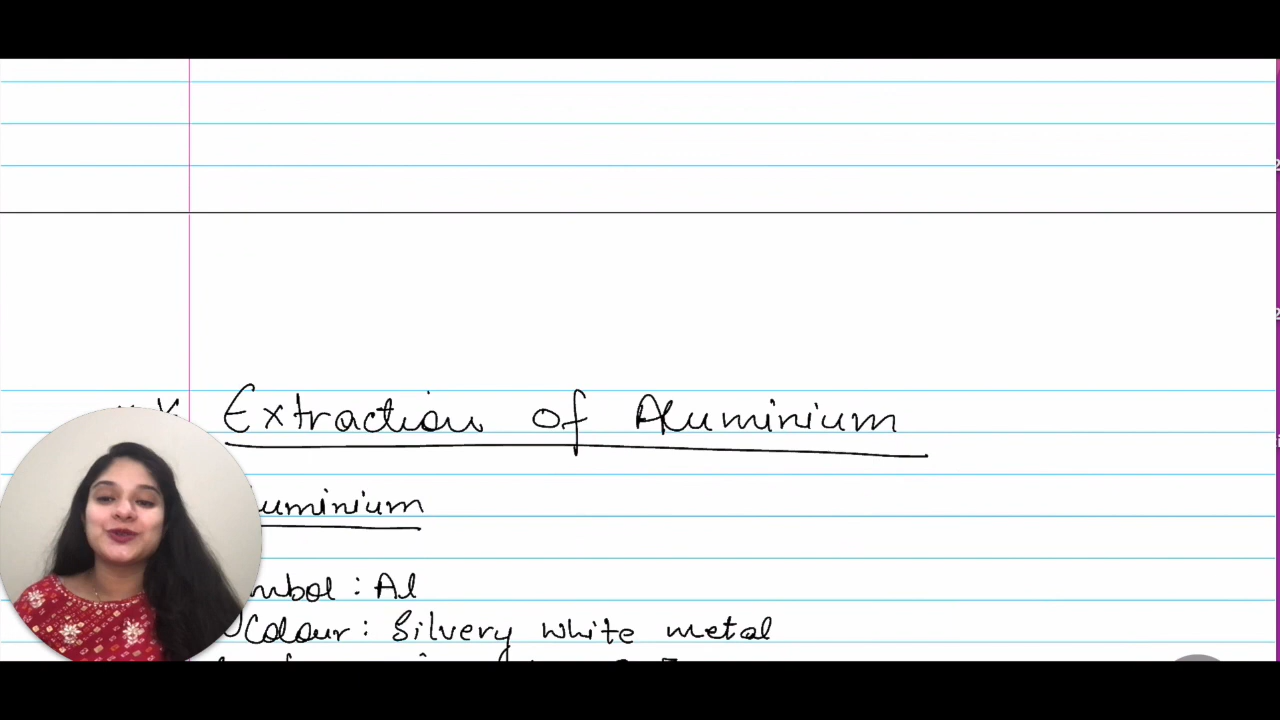 Extraction of Aluminium
uminium
mbol : Al
Colour : Silvery white metal